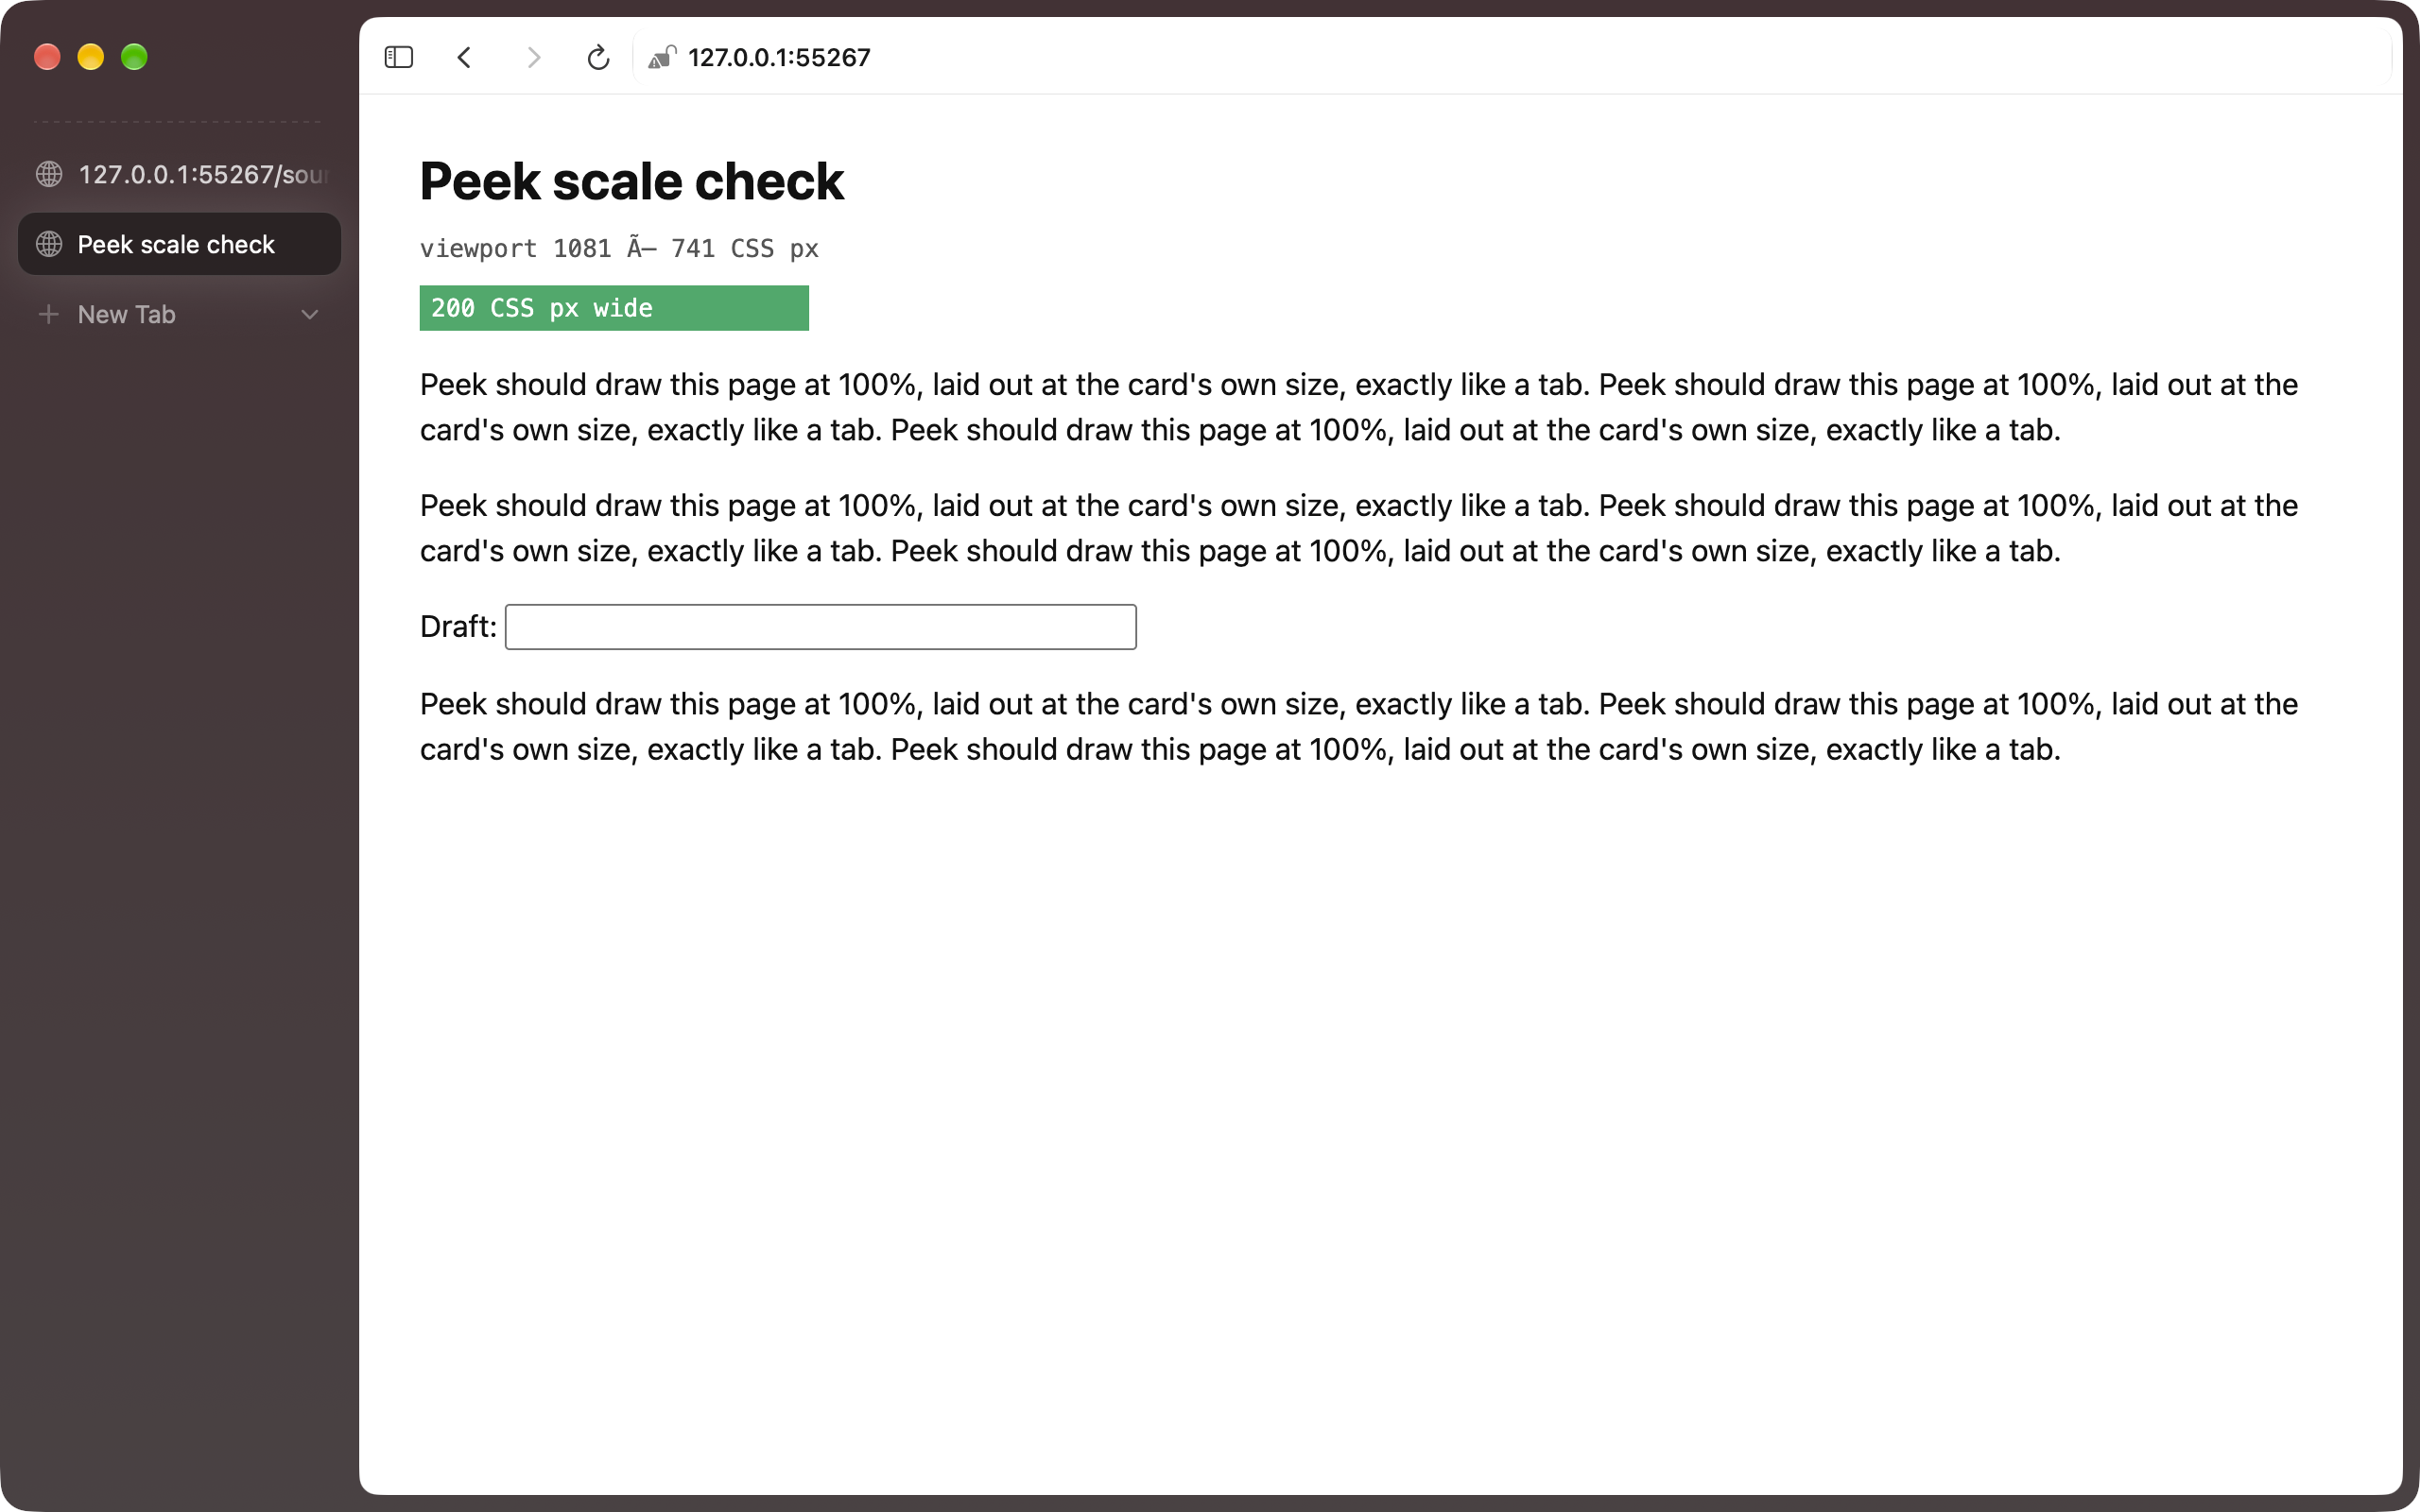 127.0.0.1:55267
127.0.0.1:55267/sour
Peek scale check
New Tab
Peek scale check
viewport 1081 Ã— 741 CSS px
200 CSS px wide
Peek should draw this page at 100%, laid out at the card's own size, exactly like a tab. Peek should draw this page at 100%, laid out at the
card's own size, exactly like a tab. Peek should draw this page at 100%, laid out at the card's own size, exactly like a tab.
Peek should draw this page at 100%, laid out at the card's own size, exactly like a tab. Peek should draw this page at 100%, laid out at the
card's own size, exactly like a tab. Peek should draw this page at 100%, laid out at the card's own size, exactly like a tab.
Draft:
Peek should draw this page at 100%, laid out at the card's own size, exactly like a tab. Peek should draw this page at 100%, laid out at the
card's own size, exactly like a tab. Peek should draw this page at 100%, laid out at the card's own size, exactly like a tab.